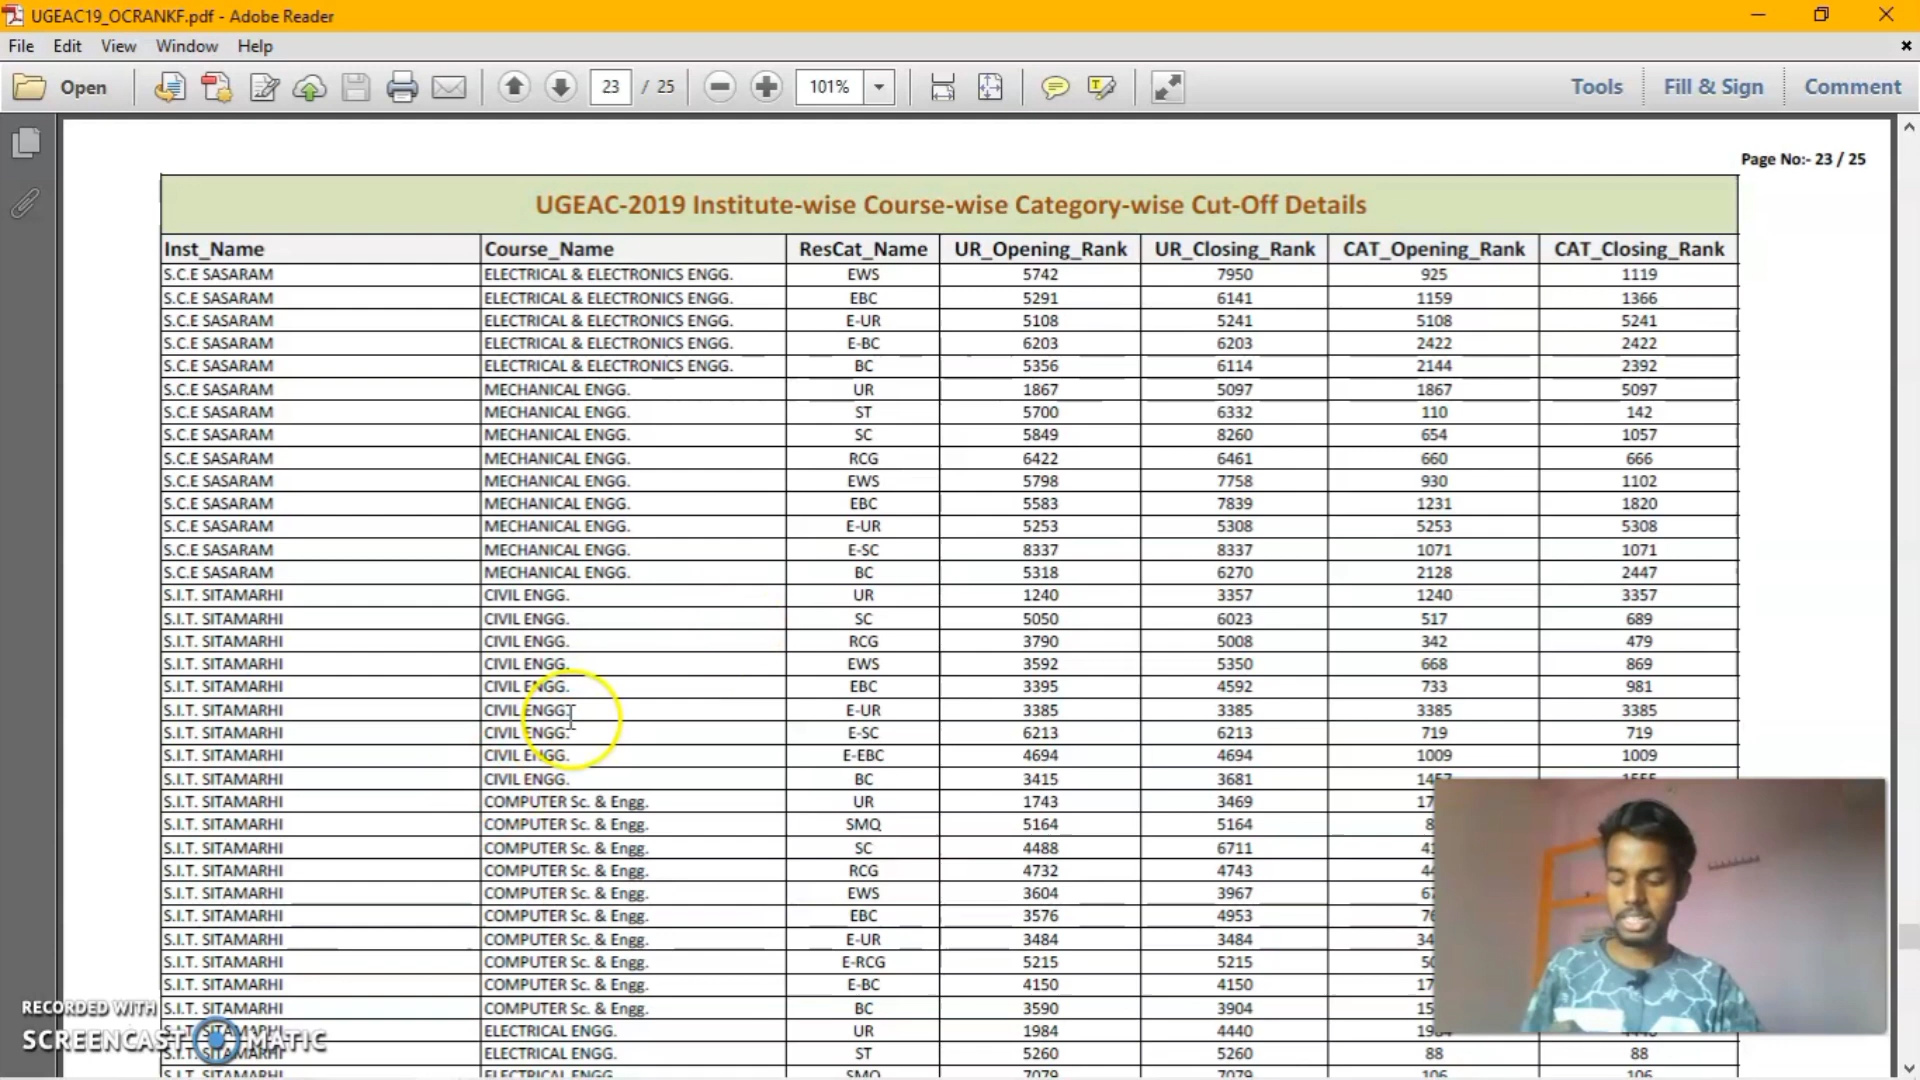 UGEAC19_OCRANKF.pdf - Adobe Reader
File Edit View Window Help
Open 23 / 25 101% Tools Fill & Sign Comment
Page No:- 23 / 25
UGEAC-2019 Institute-wise Course-wise Category-wise Cut-Off Details
Inst_Name Course_Name ResCat_Name UR_Opening_Rank UR_Closing_Rank CAT_Opening_Rank CAT_Closing_Rank
S.C.E SASARAM ELECTRICAL & ELECTRONICS ENGG. EWS 5742 7950 925 1119
S.C.E SASARAM ELECTRICAL & ELECTRONICS ENGG. EBC 5291 6141 1159 1366
S.C.E SASARAM ELECTRICAL & ELECTRONICS ENGG. E-UR 5108 5241 5108 5241
S.C.E SASARAM ELECTRICAL & ELECTRONICS ENGG. E-BC 6203 6203 2422 2422
S.C.E SASARAM ELECTRICAL & ELECTRONICS ENGG. BC 5356 6114 2144 2392
S.C.E SASARAM MECHANICAL ENGG. UR 1867 5097 1867 5097
S.C.E SASARAM MECHANICAL ENGG. ST 5700 6332 110 142
S.C.E SASARAM MECHANICAL ENGG. SC 5849 8260 654 1057
S.C.E SASARAM MECHANICAL ENGG. RCG 6422 6461 660 666
S.C.E SASARAM MECHANICAL ENGG. EWS 5798 7758 930 1102
S.C.E SASARAM MECHANICAL ENGG. EBC 5583 7839 1231 1820
S.C.E SASARAM MECHANICAL ENGG. E-UR 5253 5308 5253 5308
S.C.E SASARAM MECHANICAL ENGG. E-SC 8337 8337 1071 1071
S.C.E SASARAM MECHANICAL ENGG. BC 5318 6270 2128 2447
S.I.T. SITAMARHI CIVIL ENGG. UR 1240 3357 1240 3357
S.I.T. SITAMARHI CIVIL ENGG. SC 5050 6023 517 689
S.I.T. SITAMARHI CIVIL ENGG. RCG 3790 5008 342 479
S.I.T. SITAMARHI CIVIL ENGG. EWS 3592 5350 668 869
S.I.T. SITAMARHI CIVIL ENGG. EBC 3395 4592 733 981
S.I.T. SITAMARHI CIVIL ENGG. E-UR 3385 3385 3385 3385
S.I.T. SITAMARHI CIVIL ENGG. E-SC 6213 6213 719 719
S.I.T. SITAMARHI CIVIL ENGG. E-EBC 4694 4694 1009 1009
S.I.T. SITAMARHI CIVIL ENGG. BC 3415 3681
S.I.T. SITAMARHI COMPUTER Sc. & Engg. UR 1743 3469
S.I.T. SITAMARHI COMPUTER Sc. & Engg. SMQ 5164 5164
S.I.T. SITAMARHI COMPUTER Sc. & Engg. SC 4488 6711
S.I.T. SITAMARHI COMPUTER Sc. & Engg. RCG 4732 4743
S.I.T. SITAMARHI COMPUTER Sc. & Engg. EWS 3604 3967
S.I.T. SITAMARHI COMPUTER Sc. & Engg. EBC 3576 4953
S.I.T. SITAMARHI COMPUTER Sc. & Engg. E-UR 3484 3484
S.I.T. SITAMARHI COMPUTER Sc. & Engg. E-RCG 5215 5215
S.I.T. SITAMARHI COMPUTER Sc. & Engg. E-BC 4150 4150
S.I.T. SITAMARHI COMPUTER Sc. & Engg. BC 3590 3904
ELECTRICAL ENGG. UR 1984 4440
ELECTRICAL ENGG. ST 5260 5260 88 88
S.I.T. SITAMARHI ELECTRICAL ENGG. SMQ 7079 7079 106 106
RECORDED WITH
SCREENCAST MATIC